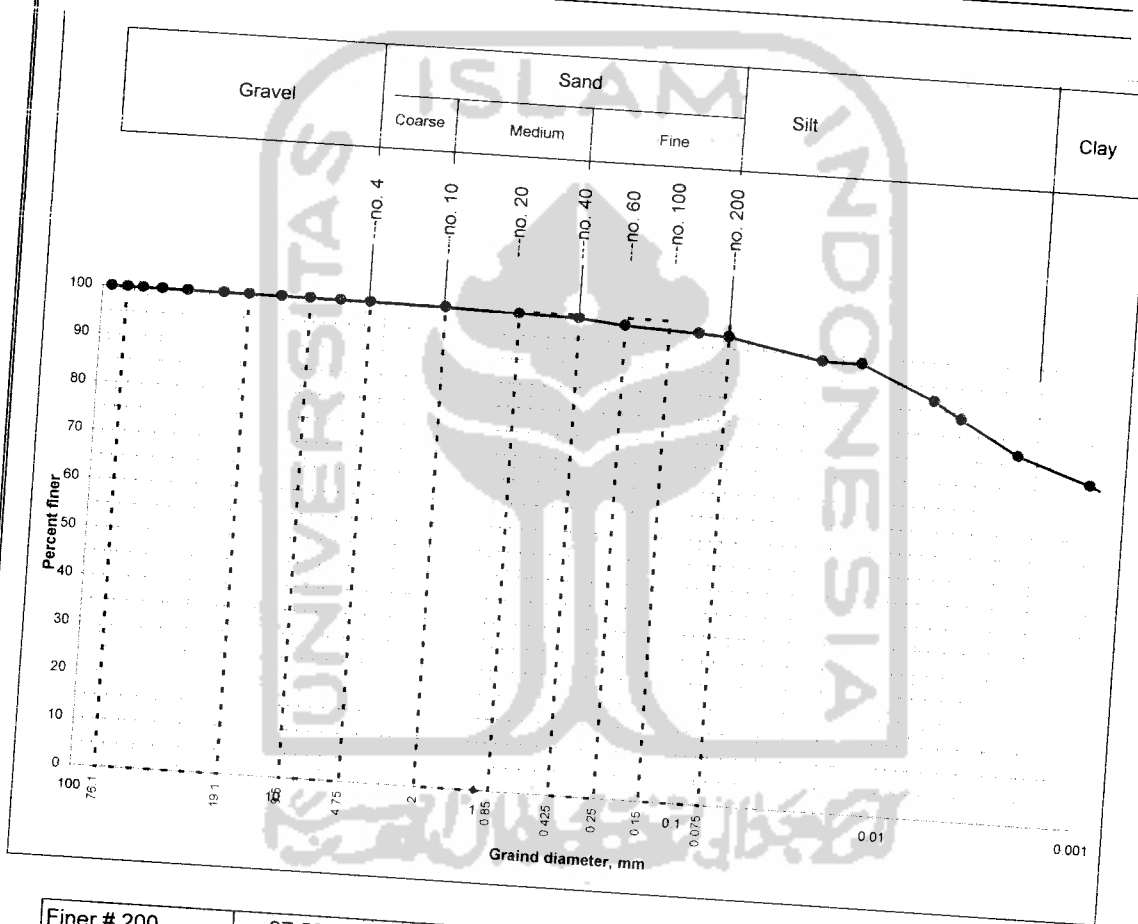 Gravel
Sand
Silt
Clay
Coarse
Medium
Fine
----no. 4
----no. 10
----no. 20
----no. 40
----no. 60
----no. 100
----no. 200
100
90
80
70
60
50
40
30
20
10
0
Percent finer
100
76.1
19.1
10
4.75
2
1
0.85
0.425
0.25
0.15
0.1
0.075
0.01
0.001
Graind diameter, mm
UNIVERSITAS
ISLAM
INDONESIA
Finer # 200